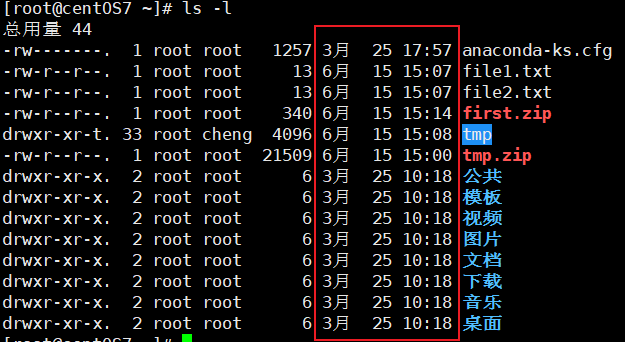 [root@centOS7 ~]# ls -l
总用量 44
-rw-------.  1 root root   1257 3月  25 17:57 anaconda-ks.cfg
-rw-r--r--.  1 root root     13 6月  15 15:07 file1.txt
-rw-r--r--.  1 root root     13 6月  15 15:07 file2.txt
-rw-r--r--.  1 root root    340 6月  15 15:14 first.zip
drwxr-xr-t. 33 root cheng  4096 6月  15 15:08 tmp
-rw-r--r--.  1 root root  21509 6月  15 15:00 tmp.zip
drwxr-xr-x.  2 root root      6 3月  25 10:18 公共
drwxr-xr-x.  2 root root      6 3月  25 10:18 模板
drwxr-xr-x.  2 root root      6 3月  25 10:18 视频
drwxr-xr-x.  2 root root      6 3月  25 10:18 图片
drwxr-xr-x.  2 root root      6 3月  25 10:18 文档
drwxr-xr-x.  2 root root      6 3月  25 10:18 下载
drwxr-xr-x.  2 root root      6 3月  25 10:18 音乐
drwxr-xr-x.  2 root root      6 3月  25 10:18 桌面
[root@centOS7 ~]#